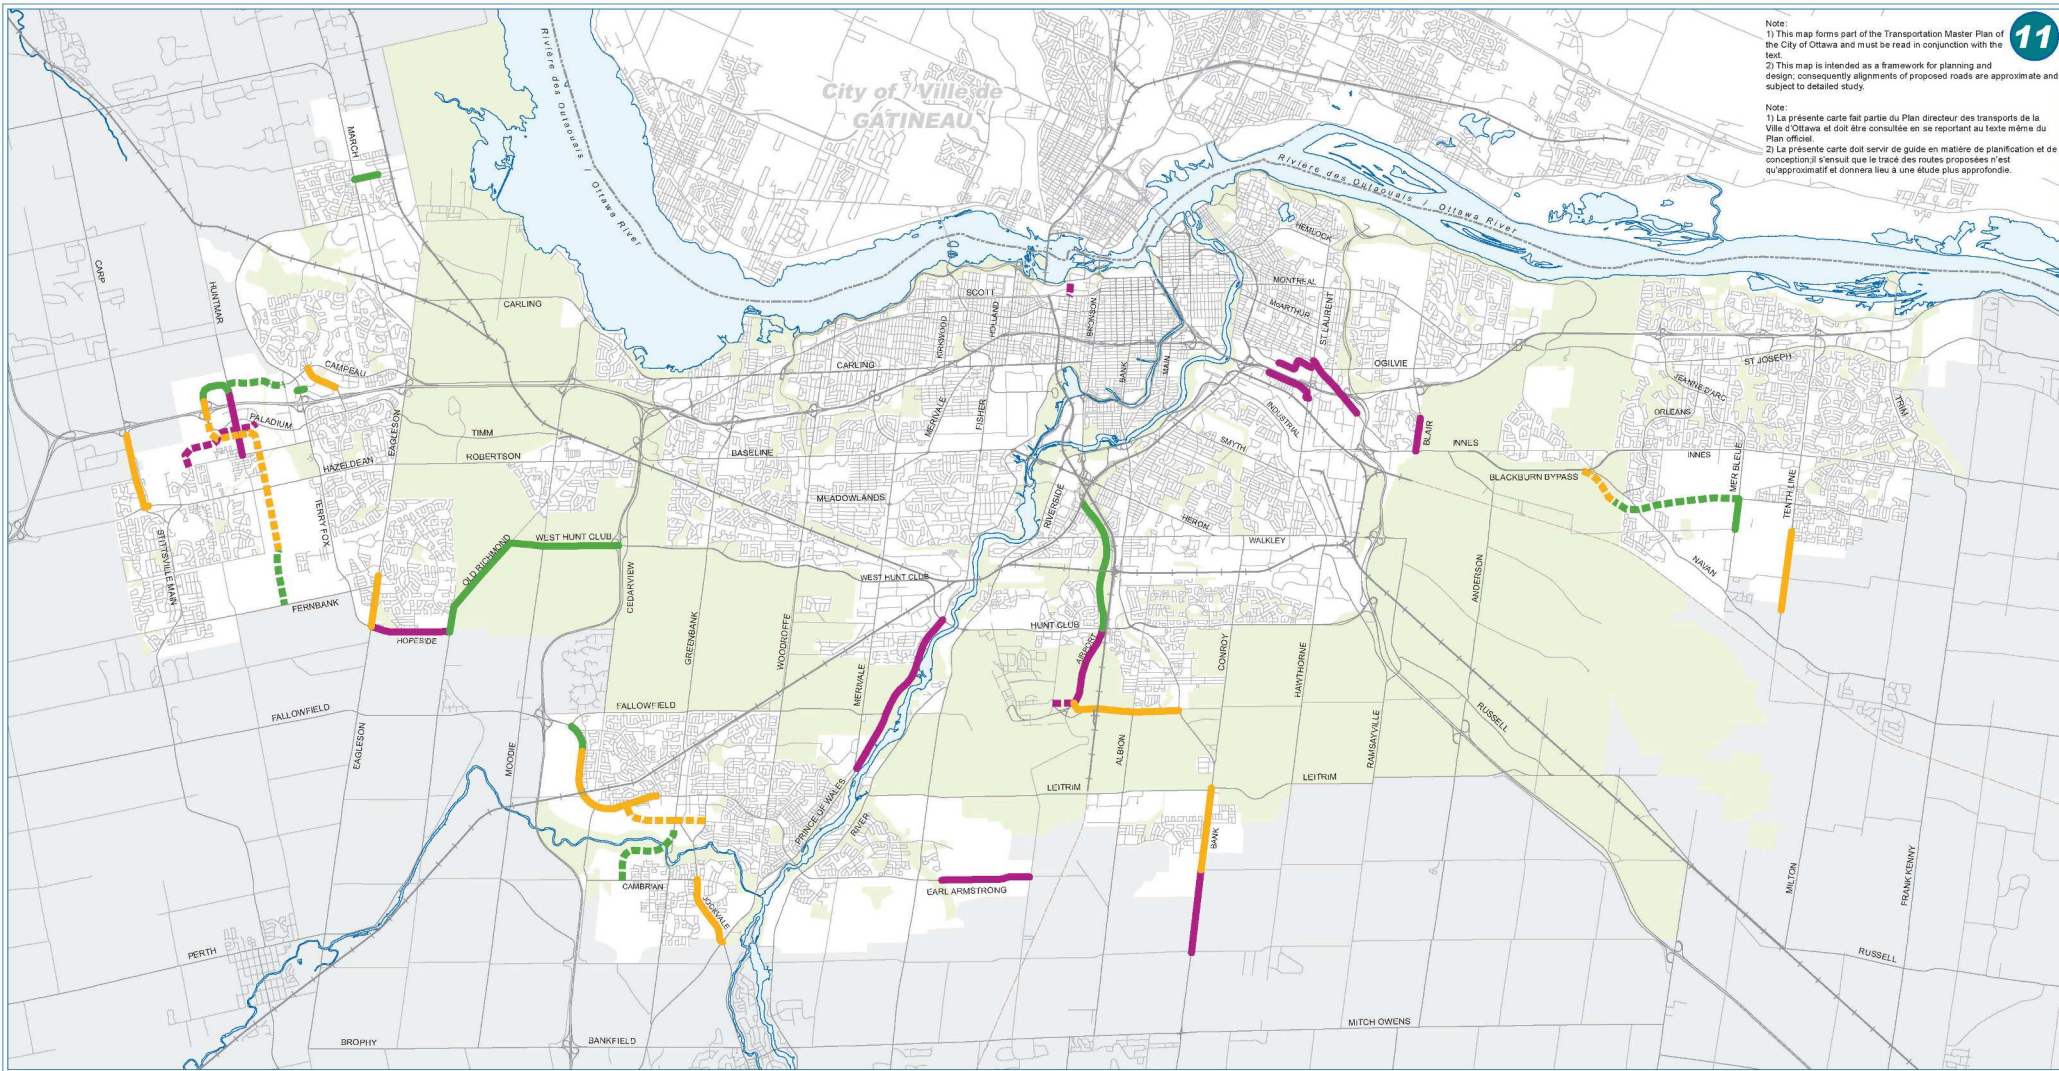 Note:
1) This map forms part of the Transportation Master Plan of
the City of Ottawa and must be read in conjunction with the
text.
2) This map is intended as a framework for planning and
design; consequently alignments of proposed roads are approximate and
subject to detailed study.
Note:
1) La présente carte fait partie du Plan directeur des transports de la
Ville d'Ottawa et doit être consultée en se reportant au texte même du
Plan officiel.
2) La présente carte doit servir de guide en matière de planification et de
conception;il s'ensuit que le tracé des routes proposées n'est
qu'approximatif et donnera lieu à une étude plus approfondie.
11
City of / Ville de
GATINEAU
Rivière des Outaouais / Ottawa River
Rivière des Outaouais / Ottawa River
MARCH
CARP
HUNTMAR
CARLING
CAMPEAU
PALADIUM
EAGLESON
TIMM
ROBERTSON
HAZELDEAN
TERRY FOX
STITTSVILLE MAIN
FERNBANK
HOPESIDE
OLD RICHMOND
WEST HUNT CLUB
CEDARVIEW
GREENBANK
WOODROFFE
MERIVALE
FALLOWFIELD
FALLOWFIELD
EAGLESON
MOODIE
PERTH
BROPHY
BANKFIELD
CAMBRIAN
JOCKVALE
PRINCE OF WALES
RIVER
EARL ARMSTRONG
LEITRIM
LEITRIM
BANK
ALBION
AIRPORT
HUNT CLUB
WEST HUNT CLUB
CONROY
HAWTHORNE
RAMSAYVILLE
RUSSELL
RUSSELL
MITCH OWENS
MILTON
FRANK KENNY
ANDERSON
WALKLEY
HERON
RIVERSIDE
MEADOWLANDS
BASELINE
CARLING
MERIVALE
FISHER
KIRKWOOD
HOLLAND
SCOTT
BRONSON
BANK
MAIN
SMYTH
INDUSTRIAL
HEMLOCK
MONTREAL
McARTHUR
ST LAURENT
OGILVIE
BLAIR
INNES
INNES
BLACKBURN BYPASS
ST JOSEPH
JEANNE D'ARC
ORLEANS
MER BLEUE
TENTH LINE
TRIM
NAVAN